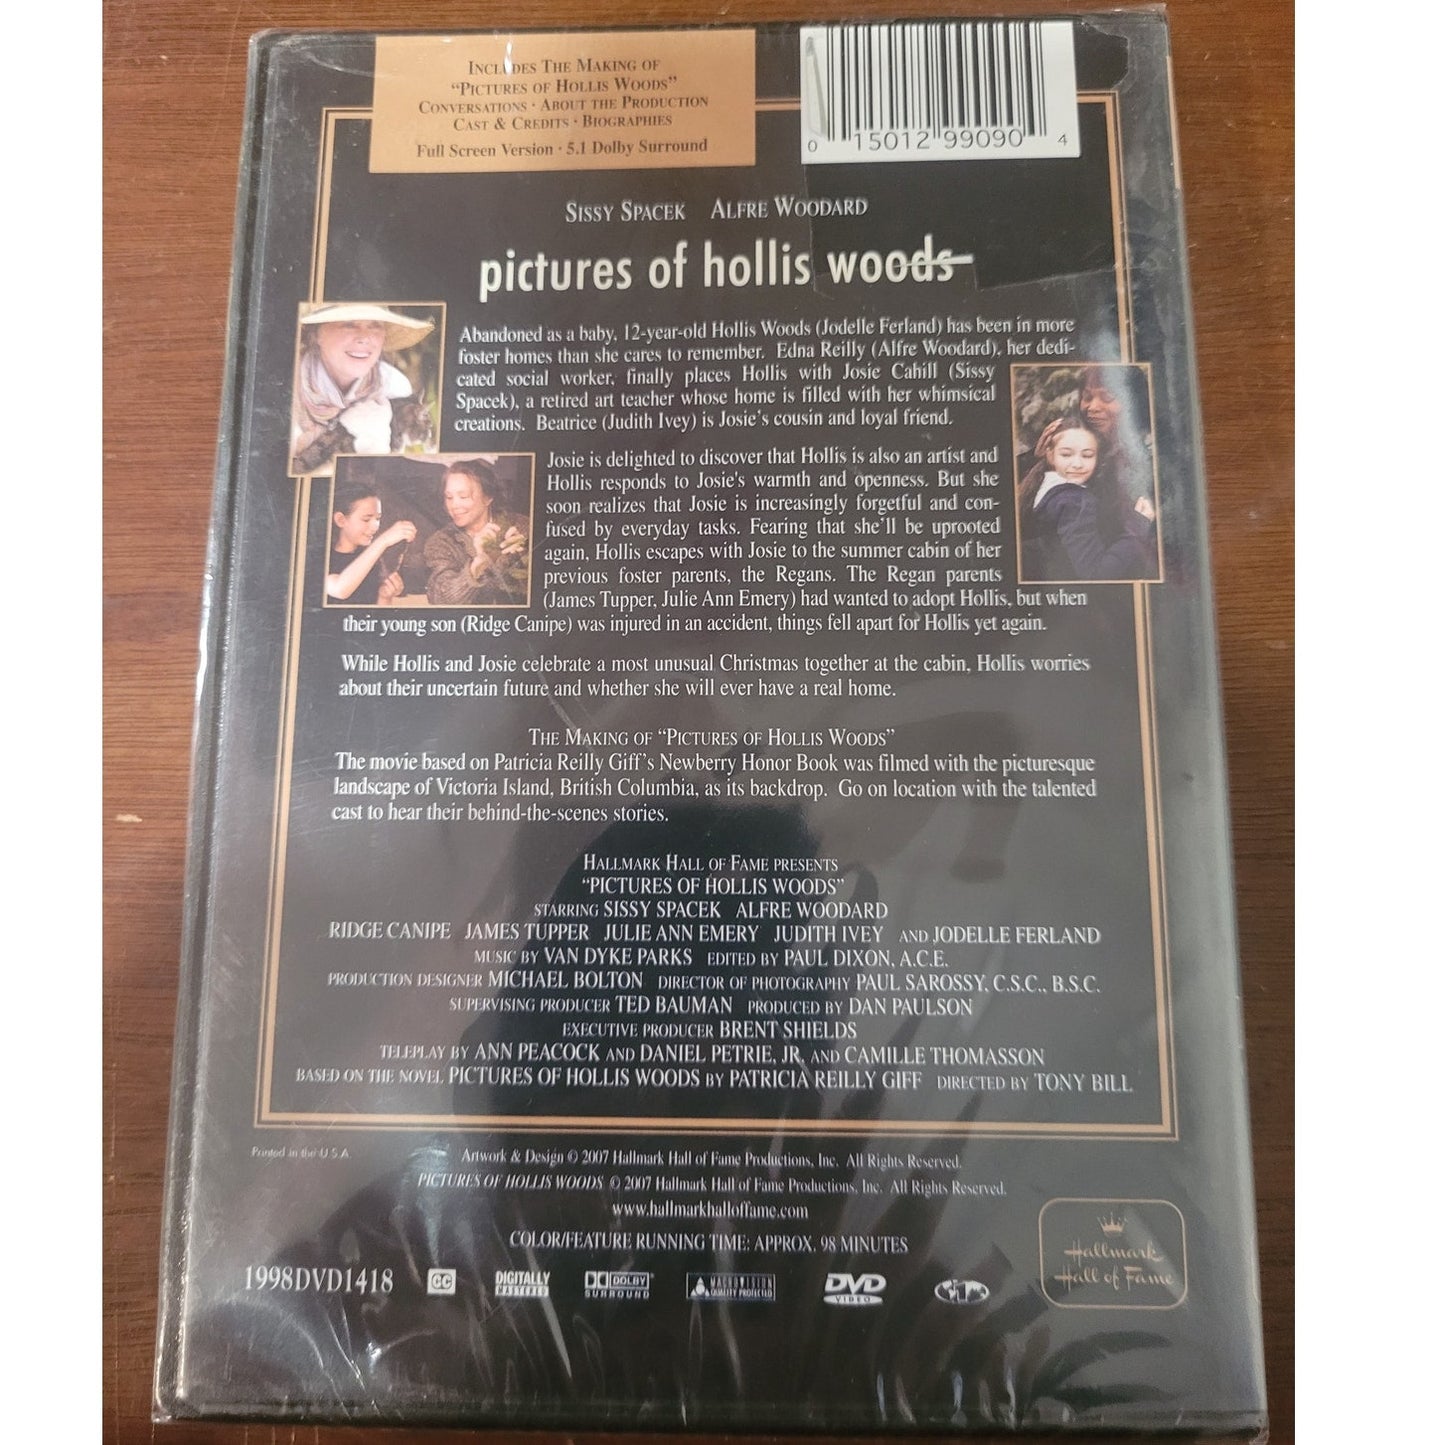 INCLUDES THE MAKING OF
"PICTURES OF HOLLIS WOODS"
CONVERSATIONS · ABOUT THE PRODUCTION
CAST & CREDITS · BIOGRAPHIES
Full Screen Version · 5.1 Dolby Surround
0 15012 99090 4
SISSY SPACEK ALFRE WOODARD
pictures of hollis woods
Abandoned as a baby, 12-year-old Hollis Woods (Jodelle Ferland) has been in more
foster homes than she cares to remember. Edna Reilly (Alfre Woodard), her dedi-
cated social worker, finally places Hollis with Josie Cahill (Sissy
Spacek), a retired art teacher whose home is filled with her whimsical
creations. Beatrice (Judith Ivey) is Josie's cousin and loyal friend.
Josie is delighted to discover that Hollis is also an artist and
Hollis responds to Josie's warmth and openness. But she
soon realizes that Josie is increasingly forgetful and con-
fused by everyday tasks. Fearing that she'll be uprooted
again, Hollis escapes with Josie to the summer cabin of her
previous foster parents, the Regans. The Regan parents
(James Tupper, Julie Ann Emery) had wanted to adopt Hollis, but when
their young son (Ridge Canipe) was injured in an accident, things fell apart for Hollis yet again.
While Hollis and Josie celebrate a most unusual Christmas together at the cabin, Hollis worries
about their uncertain future and whether she will ever have a real home.
THE MAKING OF "PICTURES OF HOLLIS WOODS"
The movie based on Patricia Reilly Giff's Newberry Honor Book was filmed with the picturesque
landscape of Victoria Island, British Columbia, as its backdrop. Go on location with the talented
cast to hear their behind-the-scenes stories.
HALLMARK HALL OF FAME PRESENTS
"PICTURES OF HOLLIS WOODS"
STARRING SISSY SPACEK ALFRE WOODARD
RIDGE CANIPE JAMES TUPPER JULIE ANN EMERY JUDITH IVEY AND JODELLE FERLAND
MUSIC BY VAN DYKE PARKS EDITED BY PAUL DIXON, A.C.E.
PRODUCTION DESIGNER MICHAEL BOLTON DIRECTOR OF PHOTOGRAPHY PAUL SAROSSY, C.S.C., B.S.C.
SUPERVISING PRODUCER TED BAUMAN PRODUCED BY DAN PAULSON
EXECUTIVE PRODUCER BRENT SHIELDS
TELEPLAY BY ANN PEACOCK AND DANIEL PETRIE, JR. AND CAMILLE THOMASSON
BASED ON THE NOVEL PICTURES OF HOLLIS WOODS BY PATRICIA REILLY GIFF DIRECTED BY TONY BILL
Printed in the U.S.A.
Artwork & Design © 2007 Hallmark Hall of Fame Productions, Inc. All Rights Reserved.
PICTURES OF HOLLIS WOODS © 2007 Hallmark Hall of Fame Productions, Inc. All Rights Reserved.
www.hallmarkhalloffame.com
COLOR/FEATURE RUNNING TIME: APPROX. 98 MINUTES
Hallmark
Hall of Fame
1998DVD1418 CC DIGITALLY MASTERED DOLBY SURROUND MACROVISION QUALITY PROTECTED DVD VIDEO